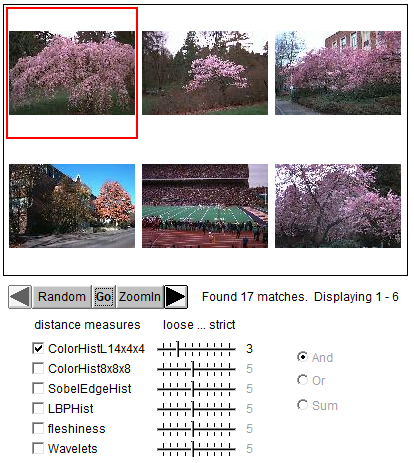 Random Go ZoomIn Found 17 matches. Displaying 1 - 6
distance measures loose ... strict
ColorHistL14x4x4 3
ColorHist8x8x8 5
SobelEdgeHist 5
LBPHist 5
fleshiness 5
Wavelets 5
And
Or
Sum